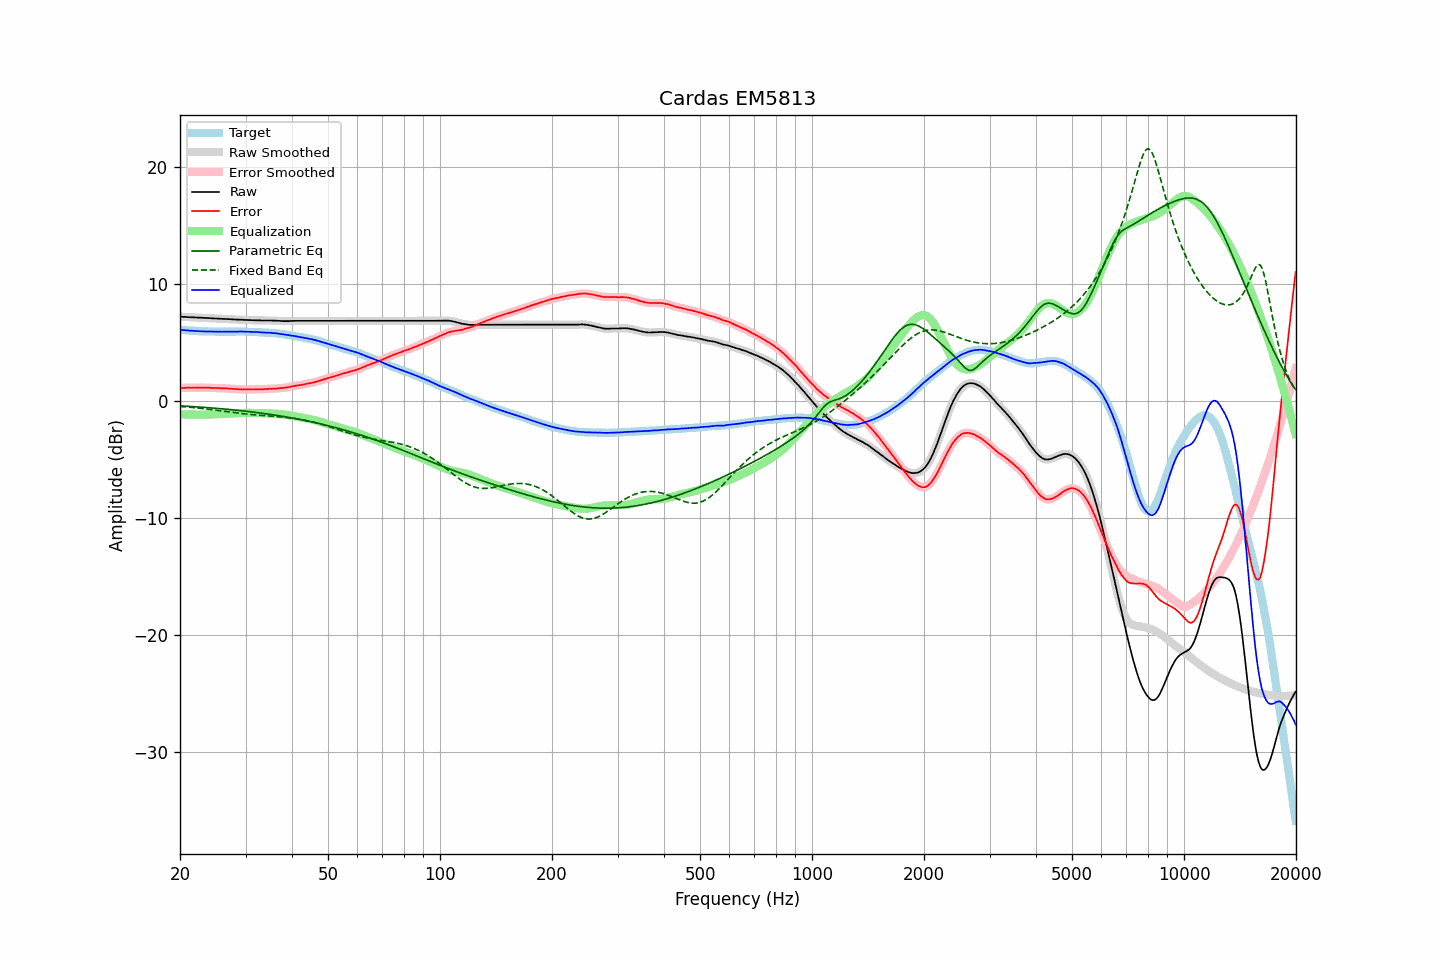 Cardas EM5813
Target
Raw Smoothed
Error Smoothed
Raw
Error
Equalization
Parametric Eq
Fixed Band Eq
Equalized
Amplitude (dBr)
20
10
0
−10
−20
−30
20 50 100 200 500 1000 2000 5000 10000 20000
Frequency (Hz)